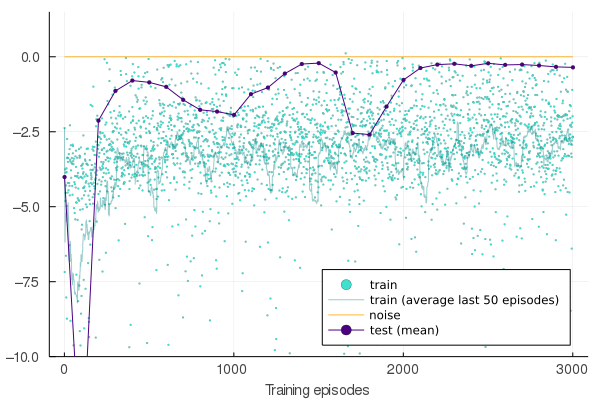 0.0
−2.5
−5.0
−7.5
−10.0
0
1000
2000
3000
Training episodes
train
train (average last 50 episodes)
noise
test (mean)